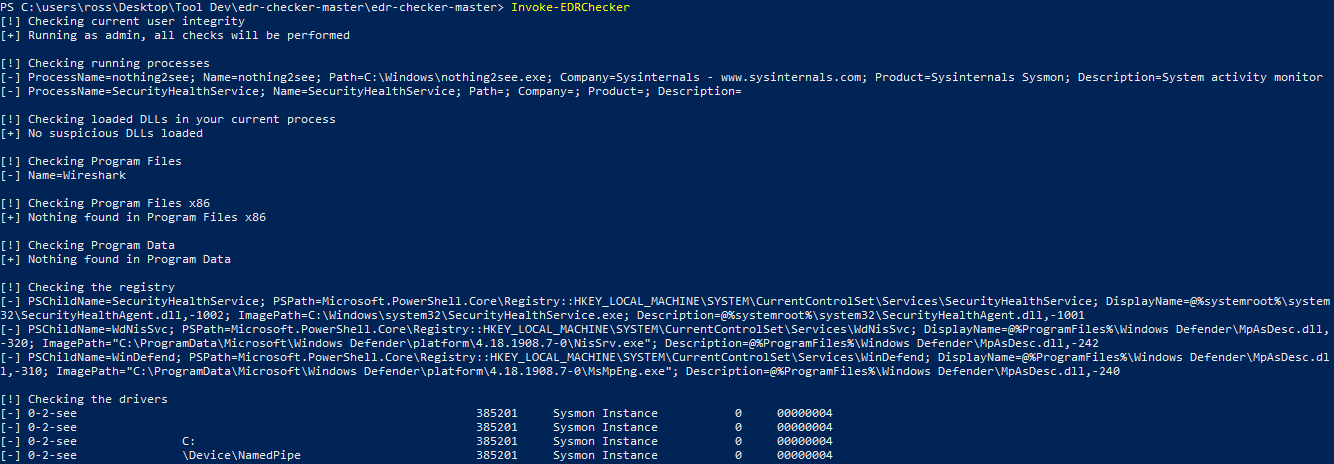 PS C:\users\ross\Desktop\Tool Dev\edr-checker-master\edr-checker-master> Invoke-EDRChecker
[!] Checking current user integrity
[+] Running as admin, all checks will be performed
[!] Checking running processes
[-] ProcessName=nothing2see; Name=nothing2see; Path=C:\Windows\nothing2see.exe; Company=Sysinternals - www.sysinternals.com; Product=Sysinternals Sysmon; Description=System activity monitor
[-] ProcessName=SecurityHealthService; Name=SecurityHealthService; Path=; Company=; Product=; Description=
[!] Checking loaded DLLs in your current process
[+] No suspicious DLLs loaded
[!] Checking Program Files
[-] Name=Wireshark
[!] Checking Program Files x86
[+] Nothing found in Program Files x86
[!] Checking Program Data
[+] Nothing found in Program Data
[!] Checking the registry
[-] PSChildName=SecurityHealthService; PSPath=Microsoft.PowerShell.Core\Registry::HKEY_LOCAL_MACHINE\SYSTEM\CurrentControlSet\Services\SecurityHealthService; DisplayName=@%systemroot%\system
32\SecurityHealthAgent.dll,-1002; ImagePath=C:\Windows\system32\SecurityHealthService.exe; Description=@%systemroot%\system32\SecurityHealthAgent.dll,-1001
[-] PSChildName=WdNisSvc; PSPath=Microsoft.PowerShell.Core\Registry::HKEY_LOCAL_MACHINE\SYSTEM\CurrentControlSet\Services\WdNisSvc; DisplayName=@%ProgramFiles%\Windows Defender\MpAsDesc.dll,
-320; ImagePath="C:\ProgramData\Microsoft\Windows Defender\platform\4.18.1908.7-0\NisSrv.exe"; Description=@%ProgramFiles%\Windows Defender\MpAsDesc.dll,-242
[-] PSChildName=WinDefend; PSPath=Microsoft.PowerShell.Core\Registry::HKEY_LOCAL_MACHINE\SYSTEM\CurrentControlSet\Services\WinDefend; DisplayName=@%ProgramFiles%\Windows Defender\MpAsDesc.dl
l,-310; ImagePath="C:\ProgramData\Microsoft\Windows Defender\platform\4.18.1908.7-0\MsMpEng.exe"; Description=@%ProgramFiles%\Windows Defender\MpAsDesc.dll,-240
[!] Checking the drivers
[-] 0-2-see 385201 Sysmon Instance 0 00000004
[-] 0-2-see 385201 Sysmon Instance 0 00000004
[-] 0-2-see C: 385201 Sysmon Instance 0 00000004
[-] 0-2-see \Device\NamedPipe 385201 Sysmon Instance 0 00000004